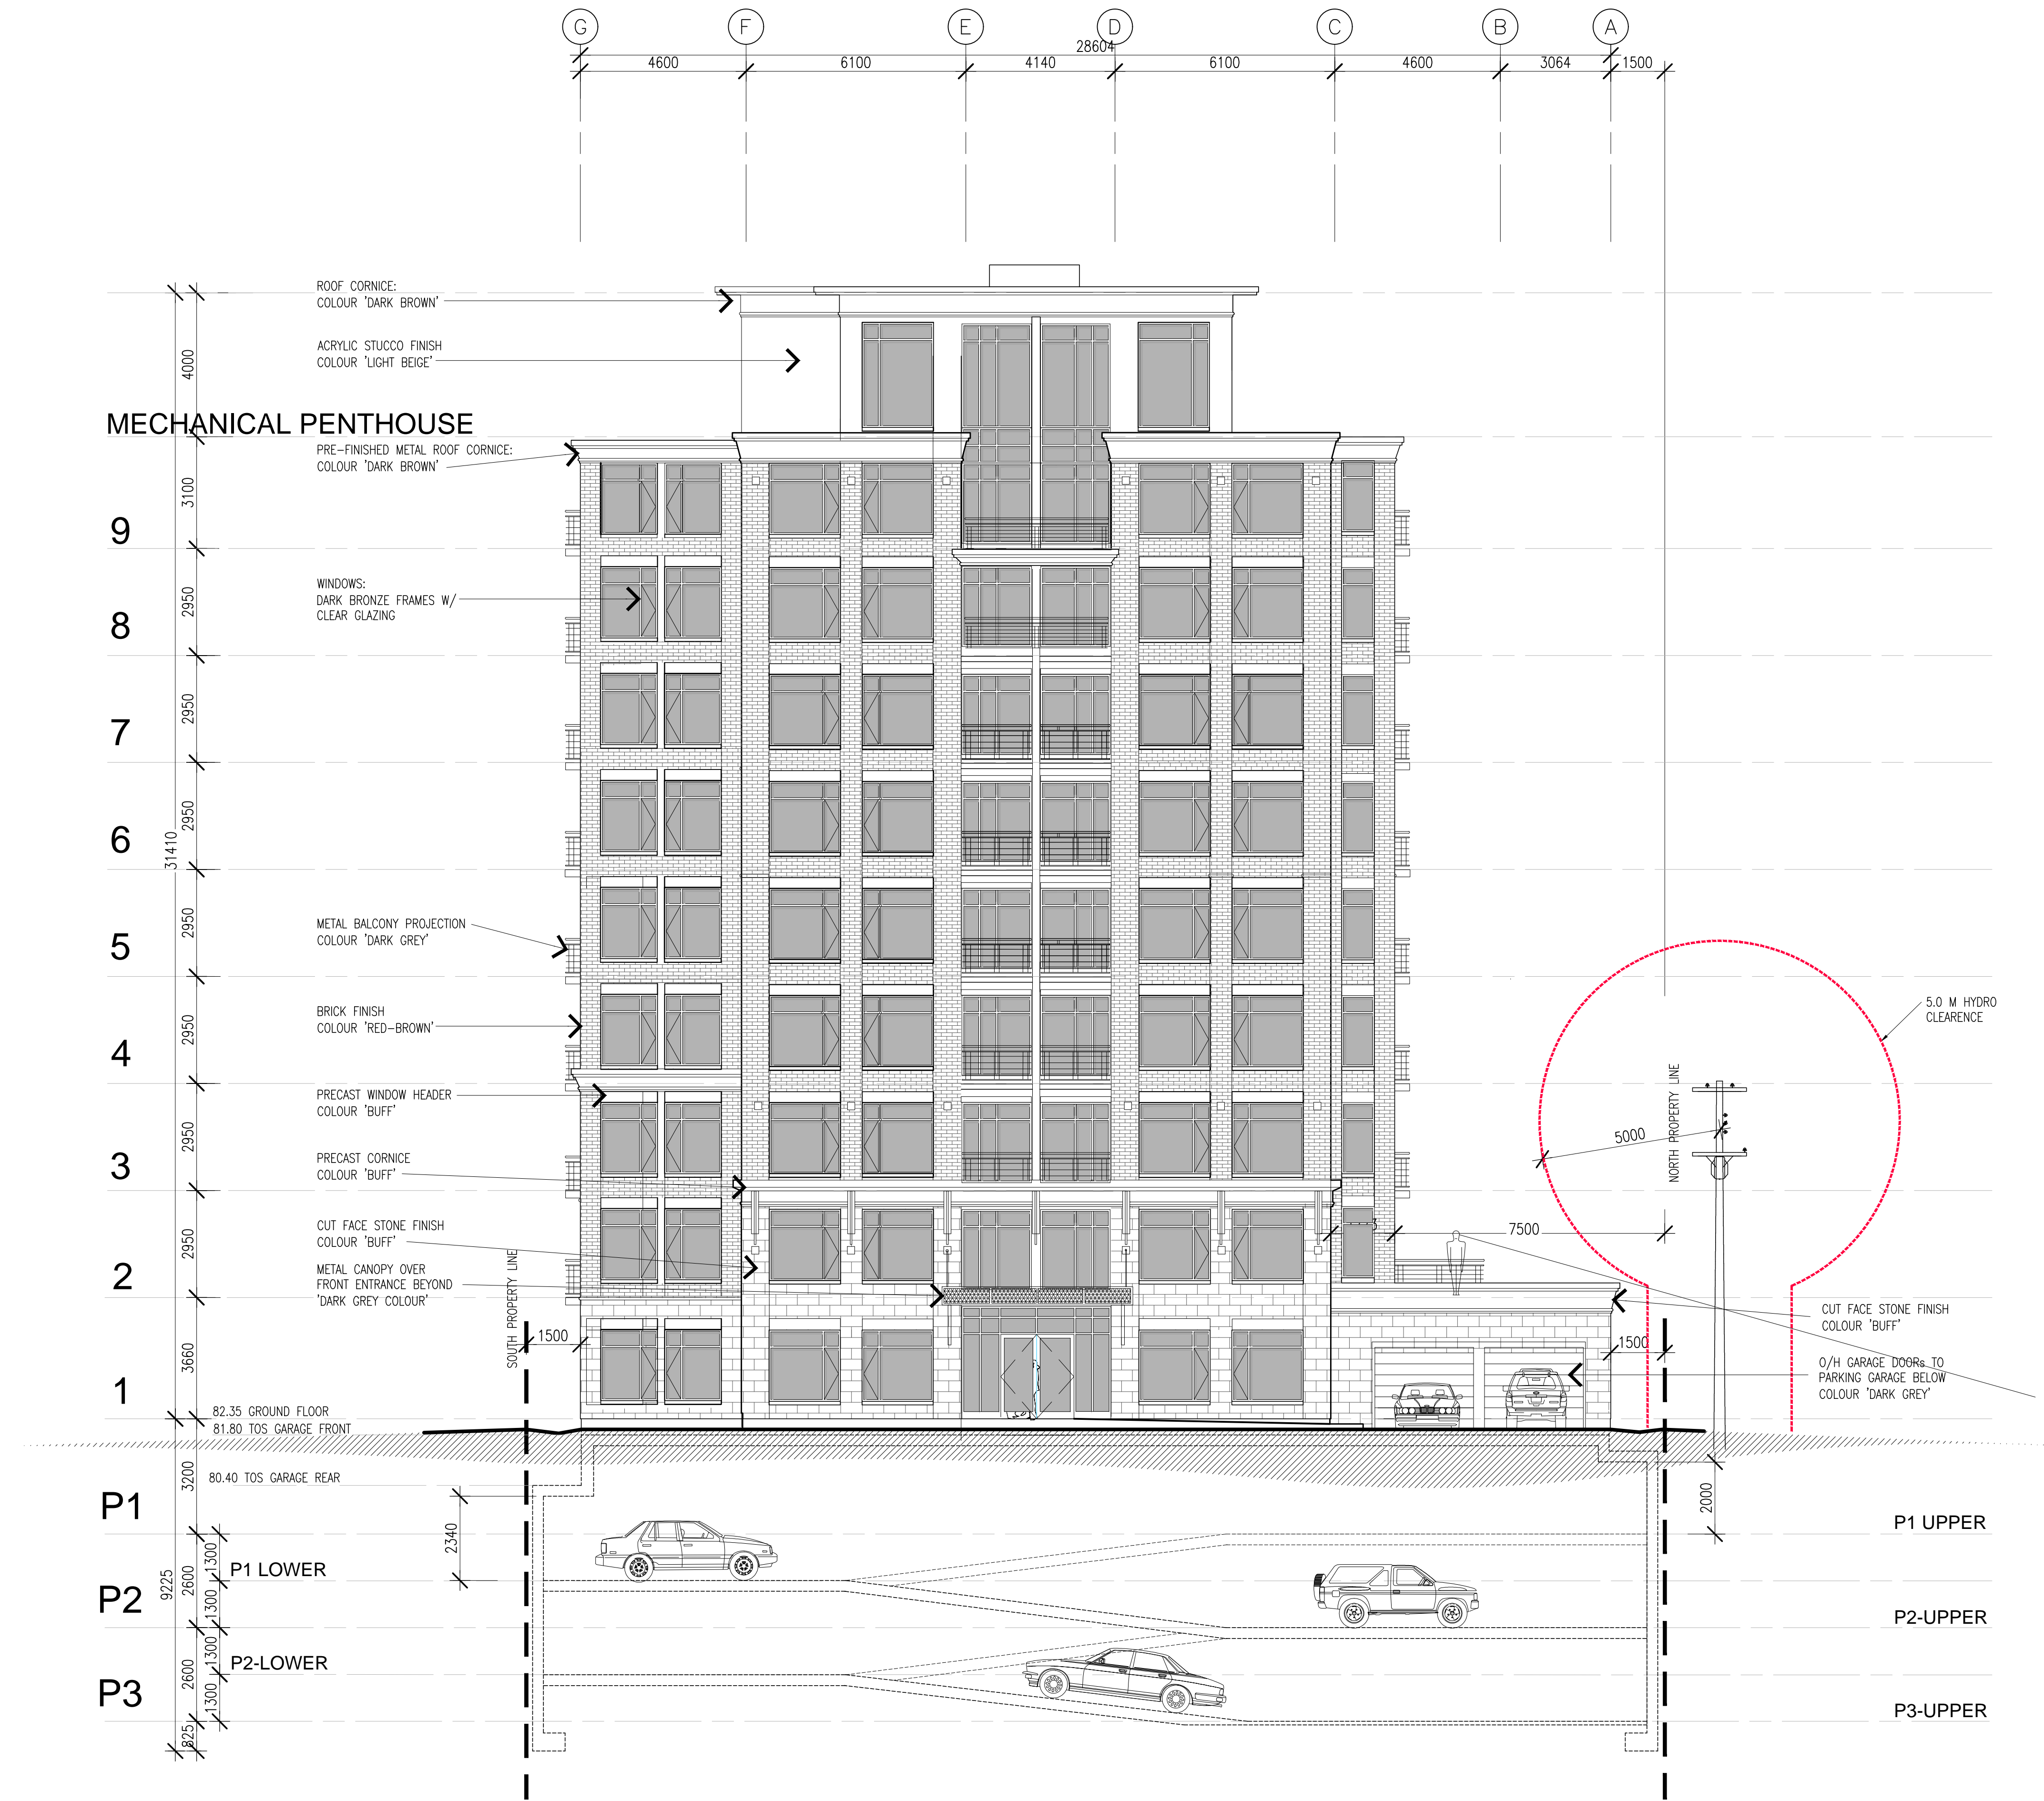 G F E D C B A
28604
4600 6100 4140 6100 4600 3064 1500
ROOF CORNICE:
COLOUR 'DARK BROWN'
ACRYLIC STUCCO FINISH
COLOUR 'LIGHT BEIGE'
4000
MECHANICAL PENTHOUSE
PRE-FINISHED METAL ROOF CORNICE:
COLOUR 'DARK BROWN'
3100
9
WINDOWS:
DARK BRONZE FRAMES W/
CLEAR GLAZING
2950
8
2950
7
2950
6
31410
2950
5
METAL BALCONY PROJECTION
COLOUR 'DARK GREY'
5.0 M HYDRO
CLEARENCE
BRICK FINISH
COLOUR 'RED-BROWN'
2950
4
PRECAST WINDOW HEADER
COLOUR 'BUFF'
2950
NORTH PROPERTY LINE
5000
3
PRECAST CORNICE
COLOUR 'BUFF'
CUT FACE STONE FINISH
COLOUR 'BUFF'
2950
7500
2
METAL CANOPY OVER
FRONT ENTRANCE BEYOND
'DARK GREY COLOUR'
SOUTH PROPERTY LINE
CUT FACE STONE FINISH
COLOUR 'BUFF'
1500
1500
3660
O/H GARAGE DOORs TO
PARKING GARAGE BELOW
COLOUR 'DARK GREY'
1
82.35 GROUND FLOOR
81.80 TOS GARAGE FRONT
3200
80.40 TOS GARAGE REAR
P1
2000
P1 UPPER
2340
1300
P1 LOWER
9225
2600
P2
1300
P2-UPPER
1300
P2-LOWER
2600
P3
1300
P3-UPPER
825